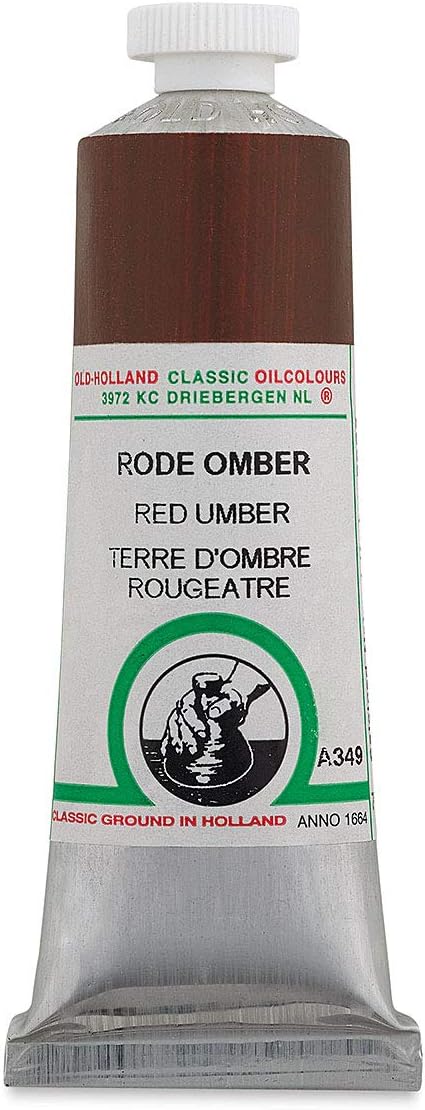 OLD-HOLLAND CLASSIC OILCOLOURS
3972 KC DRIEBERGEN NL ®
RODE OMBER
RED UMBER
TERRE D'OMBRE
ROUGEATRE
A349
CLASSIC GROUND IN HOLLAND ANNO 1664